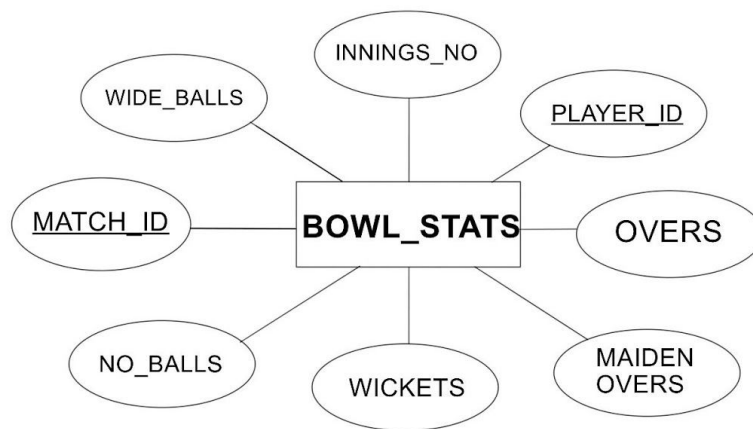 INNINGS_NO
WIDE_BALLS
PLAYER_ID
MATCH_ID
BOWL_STATS
OVERS
NO_BALLS
WICKETS
MAIDEN
OVERS